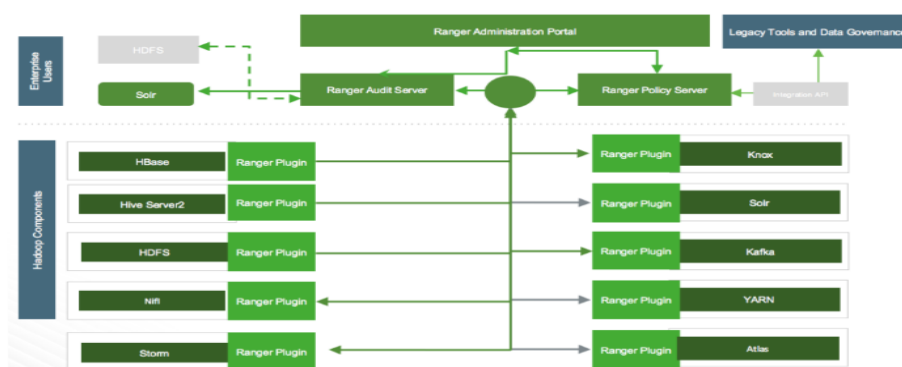 Ranger Administration Portal
Legacy Tools and Data Governance
Enterprise
Users
HDFS
Solr
Ranger Audit Server
Ranger Policy Server
Integration API
Hadoop Components
HBase
Ranger Plugin
Ranger Plugin
Knox
Hive Server2
Ranger Plugin
Ranger Plugin
Solr
HDFS
Ranger Plugin
Ranger Plugin
Kafka
Nifi
Ranger Plugin
Ranger Plugin
YARN
Storm
Ranger Plugin
Ranger Plugin
Atlas